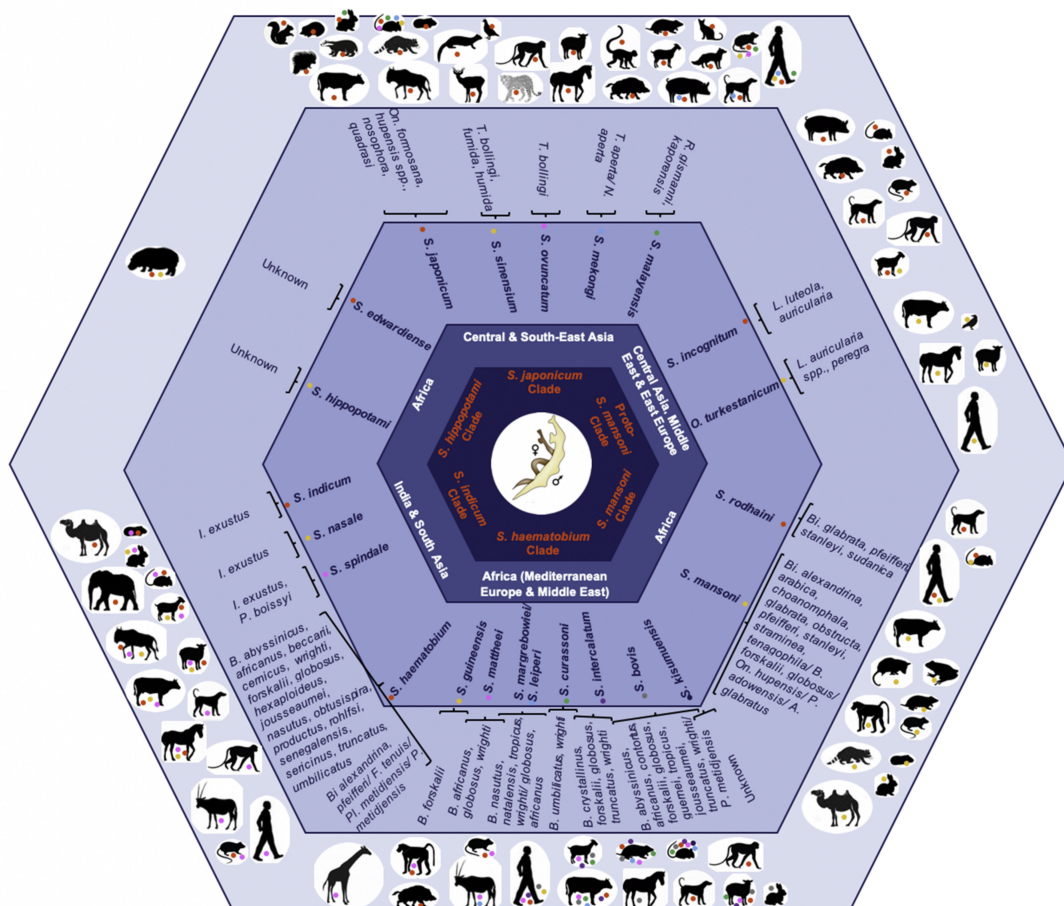 On. formosana,
hupensis spp.,
nosophora,
quadrasi
T. bollingi
fumida, humida
T. bollingi
T. aperta/ N.
aperta
R. gismanni,
kaporensis
S. japonicum
S. sinensium
S. ovuncatum
S. mekongi
S. malayensis
Unknown
S. edwardiense
Unknown
S. hippopotami
L. luteola,
auricularia
S. incognitum
L. auricularia
spp., peregra
O. turkestanicum
Central & South-East Asia
Africa
Central Asia, Middle
East & East Europe
S. japonicum
Clade
S. hippopotami
Clade
Proto-
S. mansoni
Clade
♀
♂
S. indicum
Clade
S. mansoni
Clade
S. haematobium
Clade
India & South Asia
Africa
Africa (Mediterranean
Europe & Middle East)
I. exustus
S. indicum
I. exustus
S. nasale
I. exustus,
P. boissyi
S. spindale
S. rodhaini
Bi. glabrata, pfeifferi,
stanleyi, sudanica
S. mansoni
Bi. alexandrina,
arabica,
choanomphala,
glabrata, obstructa,
pfeifferi, stanleyi,
straminea,
tenagophila/ B.
forskalii, globosus/
On. hupensis/ P.
adowensis/ A.
glabratus
B. abyssinicus,
africanus, beccarii,
cernicus, wrighti,
forskalii, globosus,
hexaploideus,
jousseaumei,
nasutus, obtusispira,
productus, rohlfsi,
senegalensis,
sericinus, truncatus,
umbilicatus
Bi alexandrina,
pfeifferi/ F. tenuis/
Pl. metidjensis/ P.
metidjensis
S. haematobium
S. guineensis
S. mattheei
S. margrebowiei/
S. leiperi
S. curassoni
S. intercalatum
S. bovis
S. kisumuensis
B. forskalii
B. africanus,
globosus, wrighti
B. nasutus,
natalensis, tropicus,
wrighti/ globosus,
africanus
B. umbilicatus, wrighti
B. crystallinus,
forskalii, globosus,
truncatus, wrighti
B. abyssinicus,
africanus, contortus,
forskalii, globosus,
guernei, tropicus,
jousseaumei,
truncatus, wrighti/
P. metidjensis
Unknown